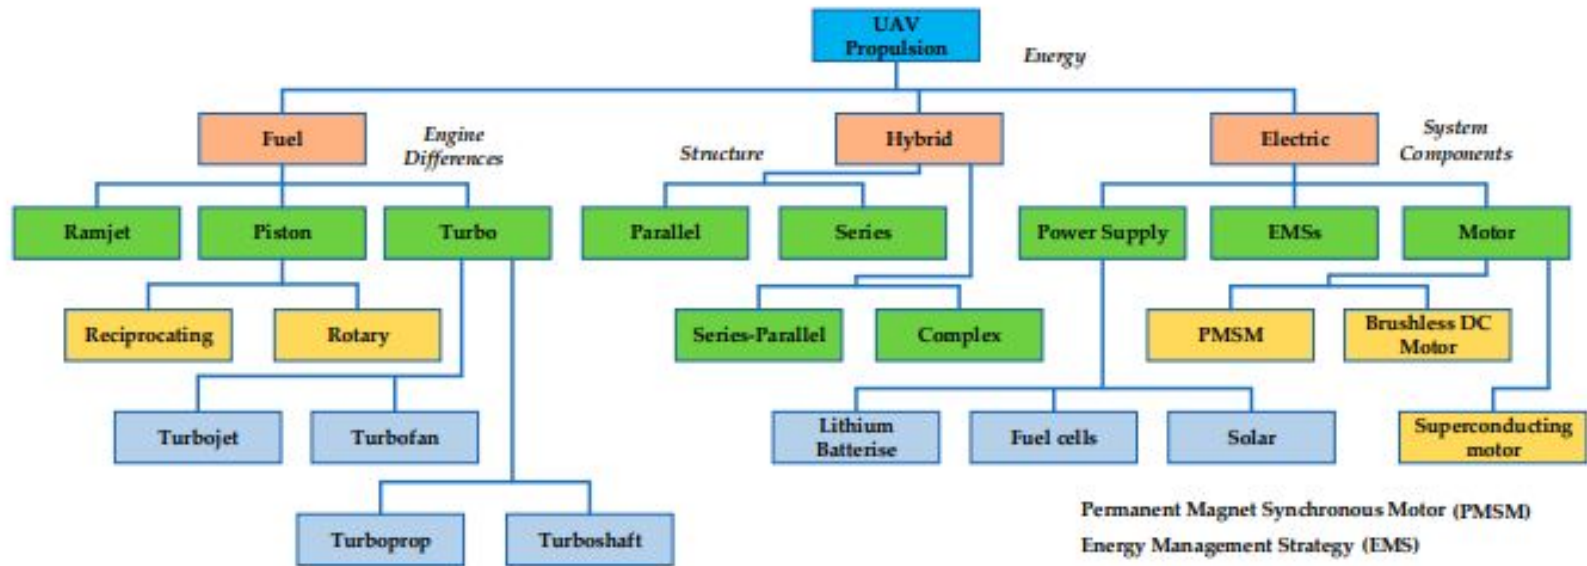 UAV
Propulsion
Energy
Fuel
Engine
Differences
Structure
Hybrid
Electric
System
Components
Ramjet
Piston
Turbo
Parallel
Series
Power Supply
EMSs
Motor
Reciprocating
Rotary
Series-Parallel
Complex
PMSM
Brushless DC
Motor
Turbojet
Turbofan
Lithium
Batterise
Fuel cells
Solar
Superconducting
motor
Turboprop
Turboshaft
Permanent Magnet Synchronous Motor (PMSM)
Energy Management Strategy (EMS)